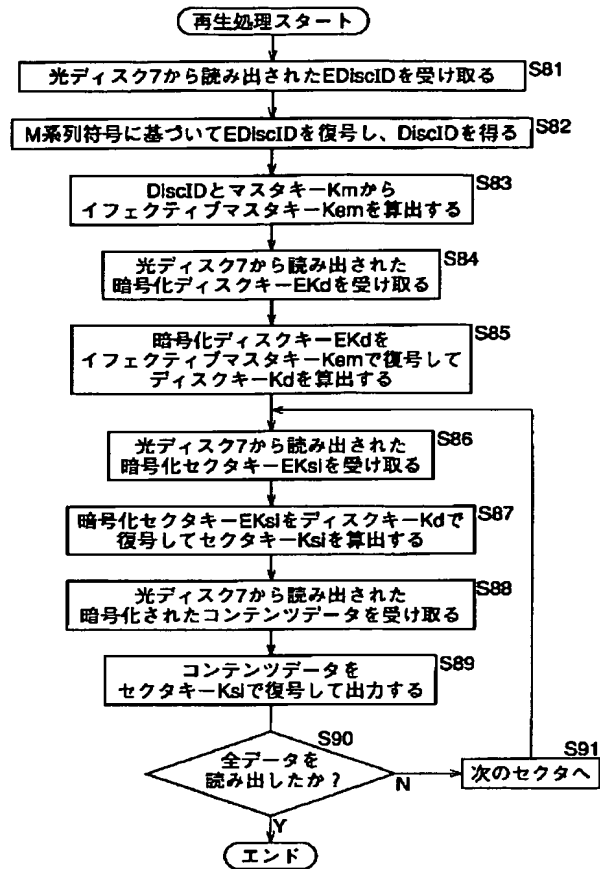 再生処理スタート
S81
光ディスク7から読み出されたEDiscIDを受け取る
S82
M系列符号に基づいてEDiscIDを復号し、DiscIDを得る
S83
DiscIDとマスタキーKmから
イフェクティブマスタキーKemを算出する
S84
光ディスク7から読み出された
暗号化ディスクキーEKdを受け取る
S85
暗号化ディスクキーEKdを
イフェクティブマスタキーKemで復号して
ディスクキーKdを算出する
S86
光ディスク7から読み出された
暗号化セクタキーEKsiを受け取る
S87
暗号化セクタキーEKsiをディスクキーKdで
復号してセクタキーKsiを算出する
S88
光ディスク7から読み出された
暗号化されたコンテンツデータを受け取る
S89
コンテンツデータを
セクタキーKsiで復号して出力する
S90
全データを
読み出したか?
N
S91
次のセクタへ
Y
エンド